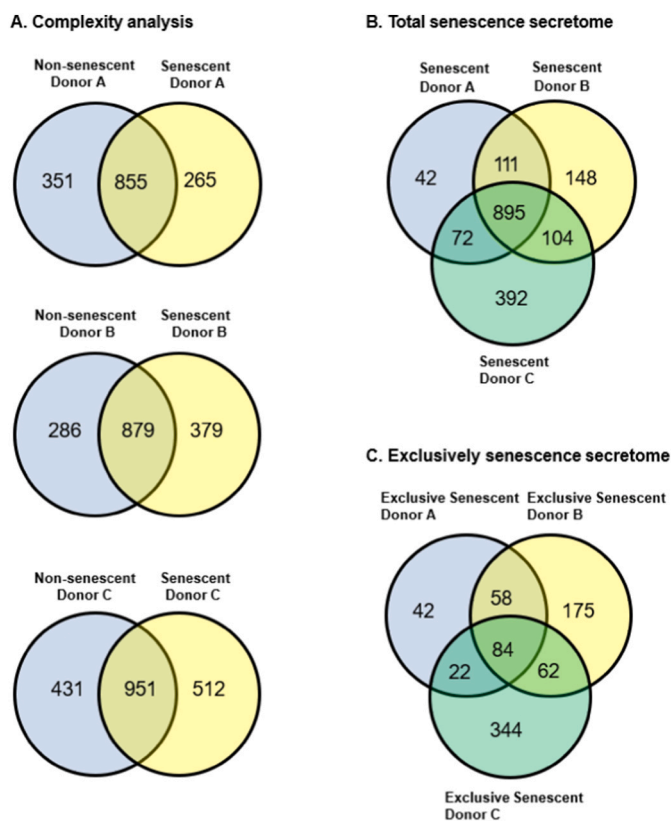 A. Complexity analysis
Non-senescent
Donor A
Senescent
Donor A
351
855
265
Non-senescent
Donor B
Senescent
Donor B
286
879
379
Non-senescent
Donor C
Senescent
Donor C
431
951
512
B. Total senescence secretome
Senescent
Donor A
Senescent
Donor B
42
111
148
895
72
104
392
Senescent
Donor C
C. Exclusively senescence secretome
Exclusive Senescent
Donor A
Exclusive Senescent
Donor B
42
58
175
84
22
62
344
Exclusive Senescent
Donor C